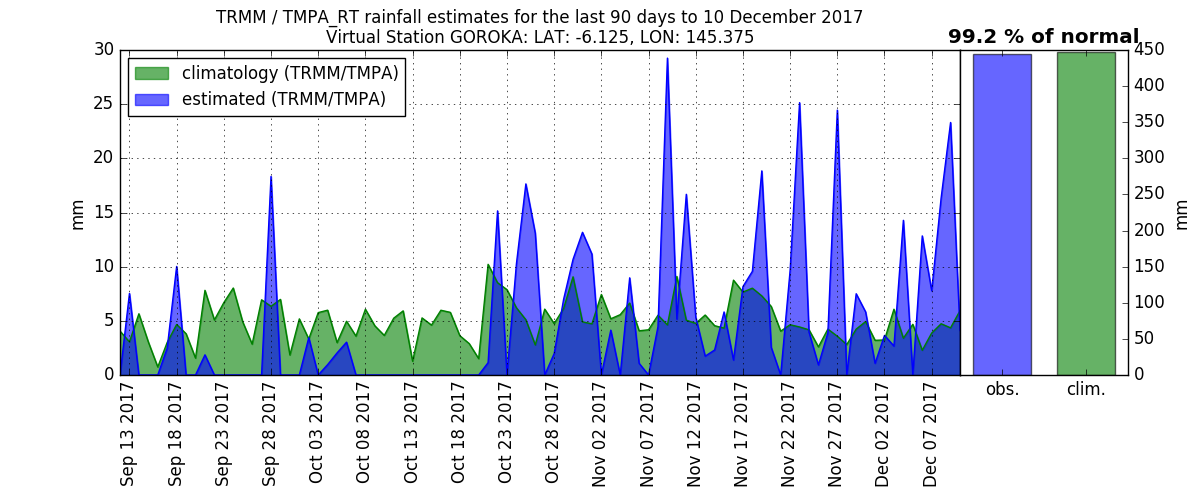 TRMM / TMPA_RT rainfall estimates for the last 90 days to 10 December 2017
Virtual Station GOROKA: LAT: -6.125, LON: 145.375
99.2 % of normal
climatology (TRMM/TMPA)
estimated (TRMM/TMPA)
mm
30
25
20
15
10
5
0
Sep 13 2017
Sep 18 2017
Sep 23 2017
Sep 28 2017
Oct 03 2017
Oct 08 2017
Oct 13 2017
Oct 18 2017
Oct 23 2017
Oct 28 2017
Nov 02 2017
Nov 07 2017
Nov 12 2017
Nov 17 2017
Nov 22 2017
Nov 27 2017
Dec 02 2017
Dec 07 2017
obs.
clim.
450
400
350
300
250
200
150
100
50
0
mm